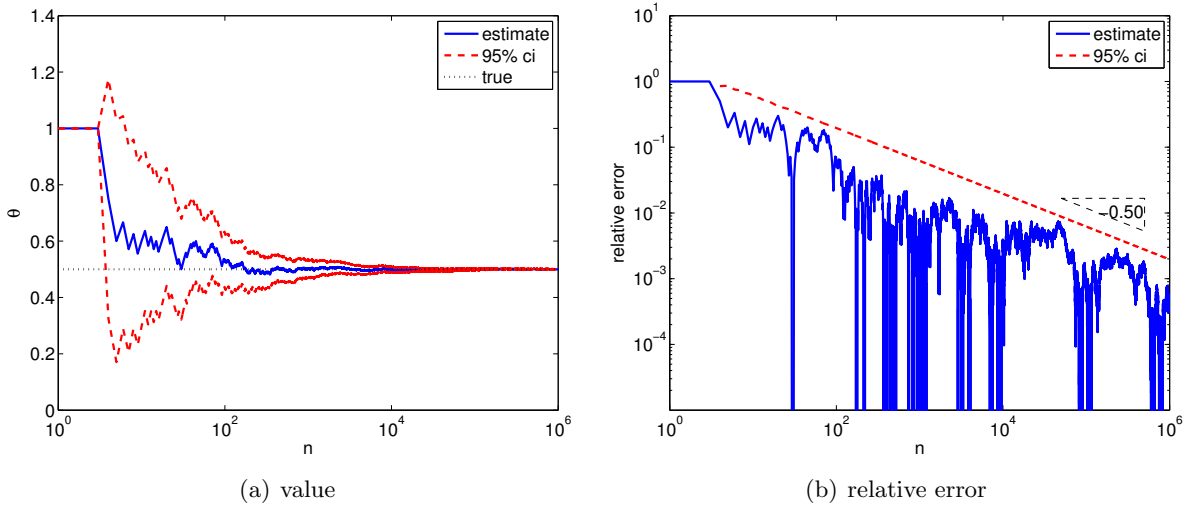 1.4
1.2
1
0.8
0.6
0.4
0.2
0
θ
10^0
10^2
10^4
10^6
n
estimate
95% ci
true
(a) value
10^1
10^0
10^-1
10^-2
10^-3
10^-4
relative error
10^0
10^2
10^4
10^6
n
estimate
95% ci
−0.50
(b) relative error